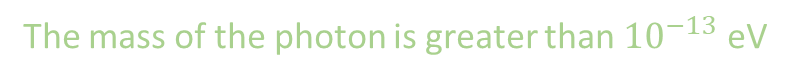 The mass of the photon is greater than 10⁻¹³ eV